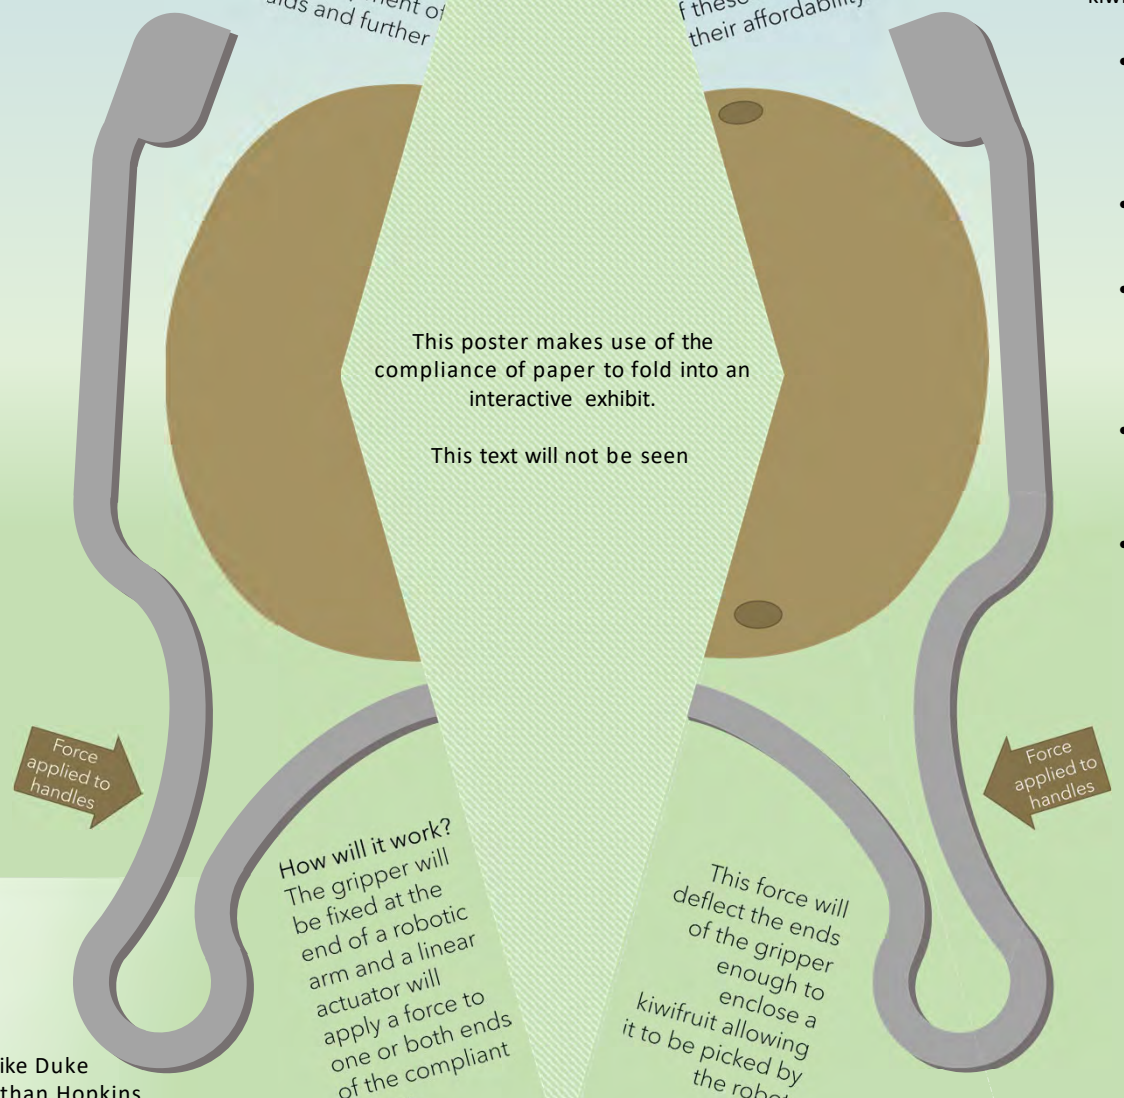 of
aids and further
f these
their affordability
This poster makes use of the
compliance of paper to fold into an
interactive exhibit.
This text will not be seen
Force
applied to
handles
Force
applied to
handles
How will it work?
The gripper will
be fixed at the
end of a robotic
arm and a linear
actuator will
apply a force to
one or both ends
of the compliant
This force will
deflect the ends
of the gripper
enough to
enclose a
kiwifruit allowing
it to be picked by
the robot
ike Duke
than Hopkins